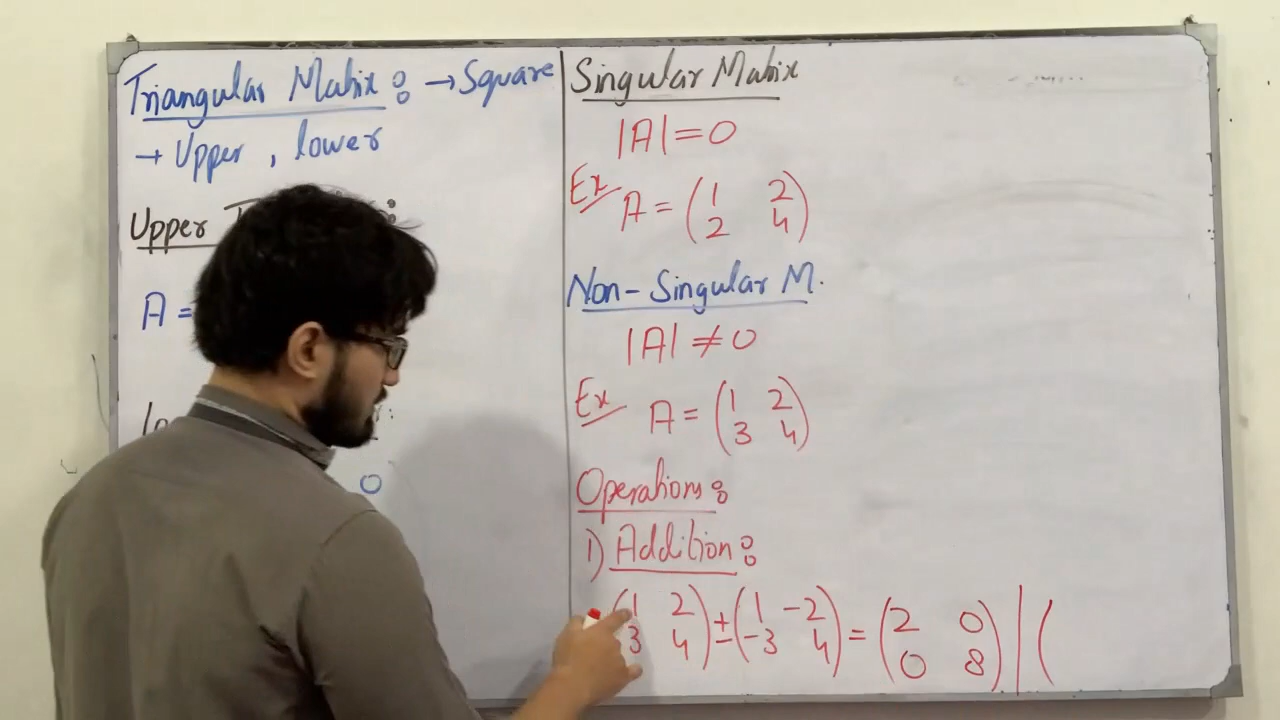 Triangular Matrix : → Square
→ Upper , lower
Upper
A =
0
Singular Matrix
|A| = 0
Ex A = (1 2
2 4)
Non-Singular M.
|A| ≠ 0
Ex A = (1 2
3 4)
Operations :
1) Addition :
(1 2 ) ± (1 -2 ) = (2 0 ) | (
3 4 -3 4 0 8